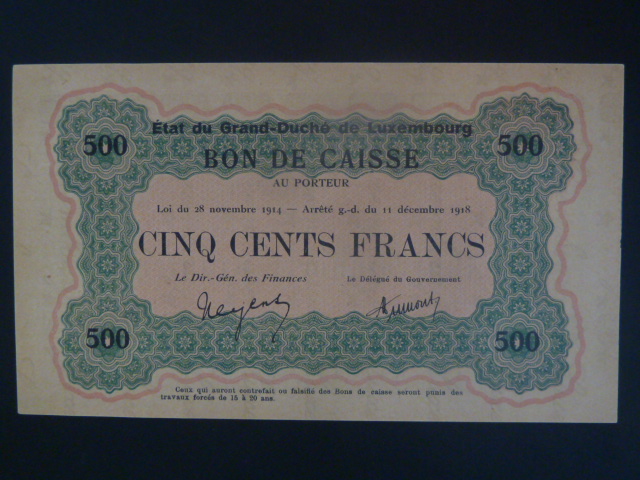 État du Grand-Duché de Luxembourg
500 500
BON DE CAISSE
AU PORTEUR
Loi du 28 novembre 1914 — Arrêté g.-d. du 11 décembre 1918
CINQ CENTS FRANCS
Le Dir.-Gén. des Finances Le Délégué du Gouvernement
500 500
Ceux qui auront contrefait ou falsifié des Bons de caisse seront punis des
travaux forcés de 15 à 20 ans.